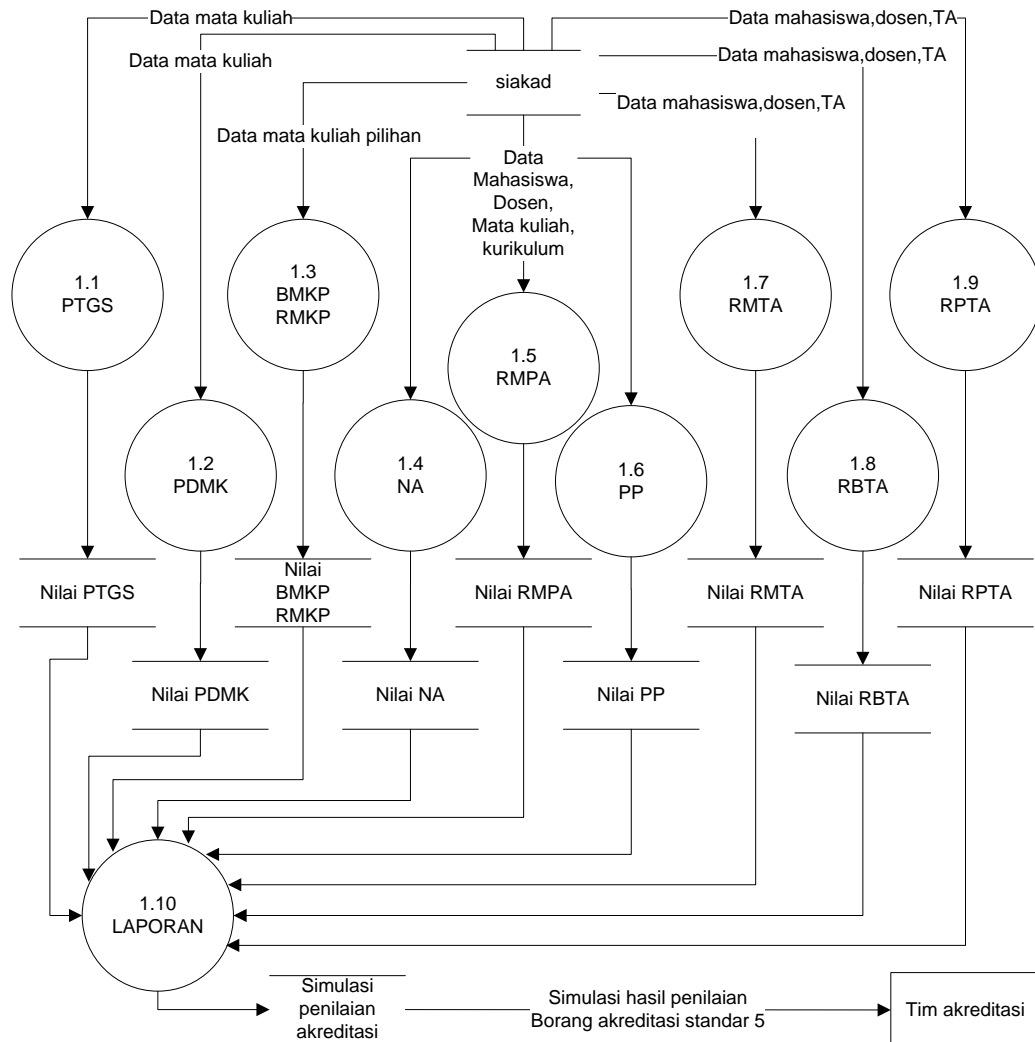 Data mata kuliah
Data mahasiswa,dosen,TA
Data mata kuliah
Data mahasiswa,dosen,TA
siakad
Data mahasiswa,dosen,TA
Data mata kuliah pilihan
Data
Mahasiswa,
Dosen,
Mata kuliah,
kurikulum
1.1
PTGS
1.3
BMKP
RMKP
1.7
RMTA
1.9
RPTA
1.5
RMPA
1.2
PDMK
1.4
NA
1.6
PP
1.8
RBTA
Nilai PTGS
Nilai
BMKP
RMKP
Nilai RMPA
Nilai RMTA
Nilai RPTA
Nilai PDMK
Nilai NA
Nilai PP
Nilai RBTA
1.10
LAPORAN
Simulasi
penilaian
akreditasi
Simulasi hasil penilaian
Borang akreditasi standar 5
Tim akreditasi